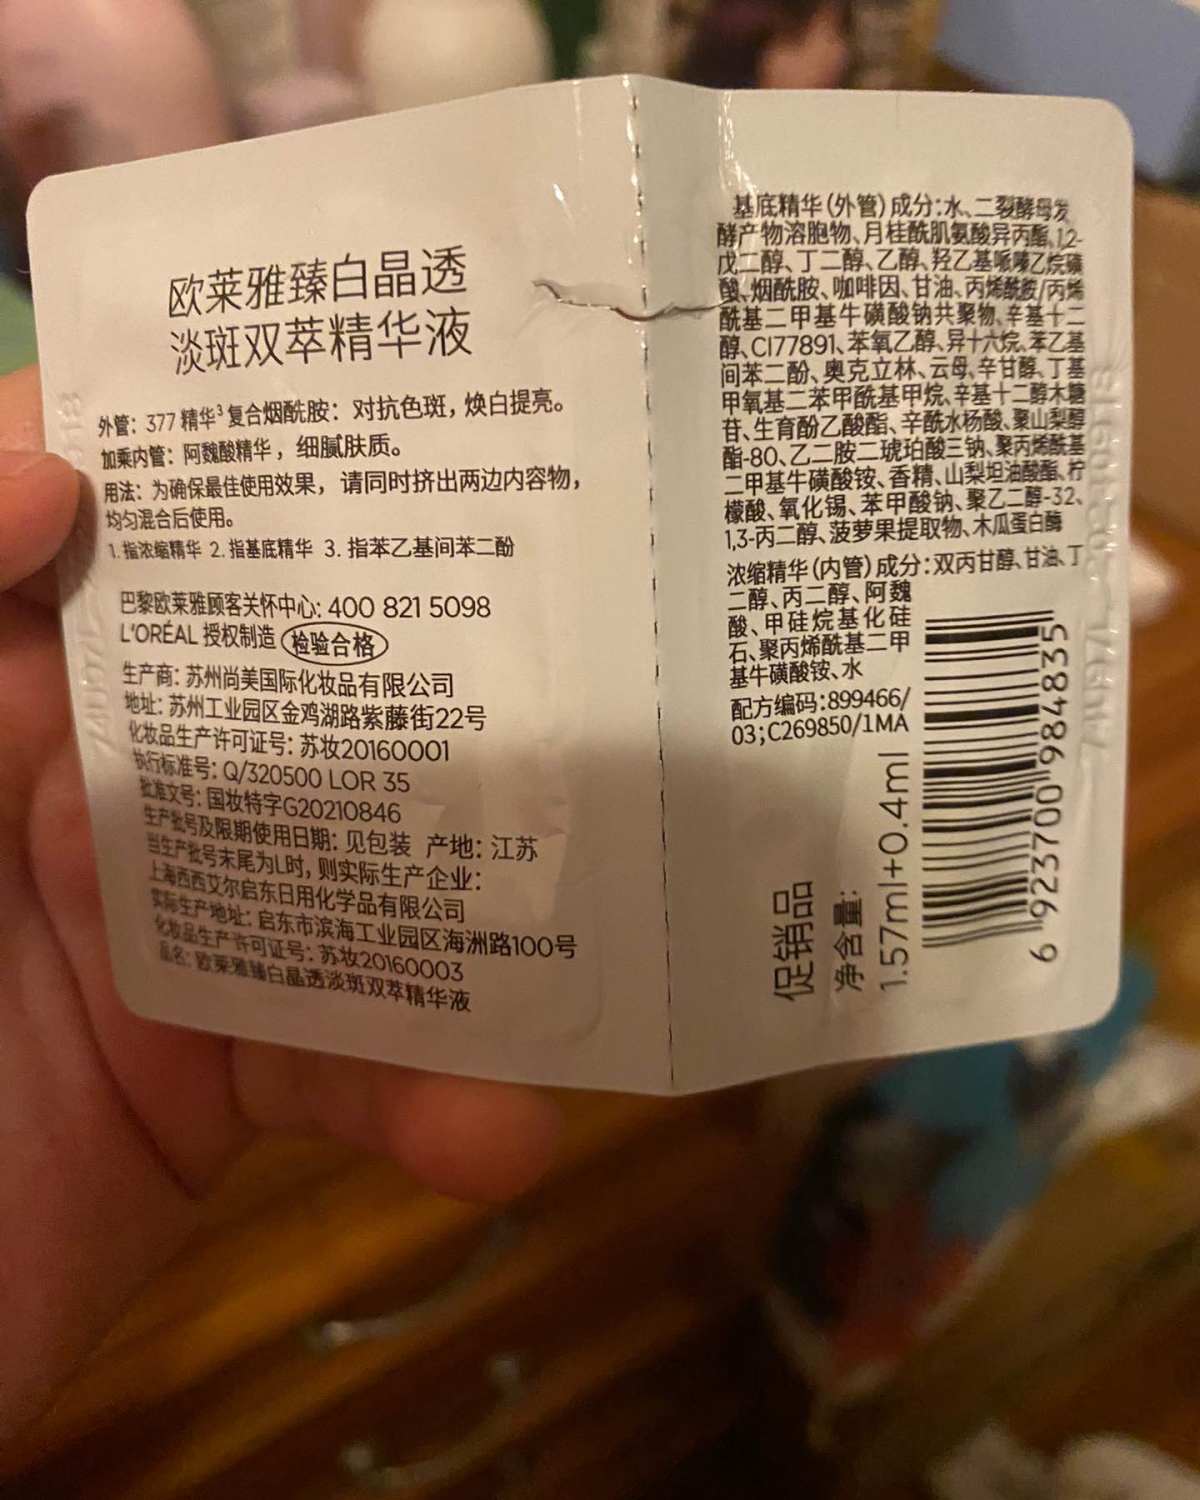 欧莱雅臻白晶透
淡斑双萃精华液
外管：377 精华³复合烟酰胺：对抗色斑，焕白提亮。
加乘内管：阿魏酸精华，细腻肤质。
用法：为确保最佳使用效果，请同时挤出两边内容物，
均匀混合后使用。
1. 指浓缩精华 2. 指基底精华 3. 指苯乙基间苯二酚
巴黎欧莱雅顾客关怀中心: 400 821 5098
L'ORÉAL 授权制造 检验合格
生产商: 苏州尚美国际化妆品有限公司
地址: 苏州工业园区金鸡湖路紫藤街22号
化妆品生产许可证号: 苏妆20160001
执行标准号: Q/320500 LOR 35
批准文号: 国妆特字G20210846
生产批号及限期使用日期: 见包装 产地: 江苏
当生产批号末尾为L时, 则实际生产企业:
上海西西艾尔启东日用化学品有限公司
实际生产地址: 启东市滨海工业园区海洲路100号
化妆品生产许可证号: 苏妆20160003
品名: 欧莱雅臻白晶透淡斑双萃精华液
基底精华(外管)成分:水、二裂酵母发
酵产物溶胞物、月桂酰肌氨酸异丙酯、1,2-
戊二醇、丁二醇、乙醇、羟乙基哌嗪乙烷磺
酸、烟酰胺、咖啡因、甘油、丙烯酰胺/丙烯
酰基二甲基牛磺酸钠共聚物、辛基十二
醇、CI77891、苯氧乙醇、异十六烷、苯乙基
间苯二酚、奥克立林、云母、辛甘醇、丁基
甲氧基二苯甲酰基甲烷、辛基十二醇木糖
苷、生育酚乙酸酯、辛酰水杨酸、聚山梨醇
酯-80、乙二胺二琥珀酸三钠、聚丙烯酰基
二甲基牛磺酸铵、香精、山梨坦油酸酯、柠
檬酸、氧化锡、苯甲酸钠、聚乙二醇-32、
1,3-丙二醇、菠萝果提取物、木瓜蛋白酶
浓缩精华(内管)成分:双丙甘醇、甘油、丁
二醇、丙二醇、阿魏
酸、甲硅烷基化硅
石、聚丙烯酰基二甲
基牛磺酸铵、水
配方编码:899466/
03;C269850/1MA
促销品
净含量:
1.57ml+0.4ml
6 923700 984835